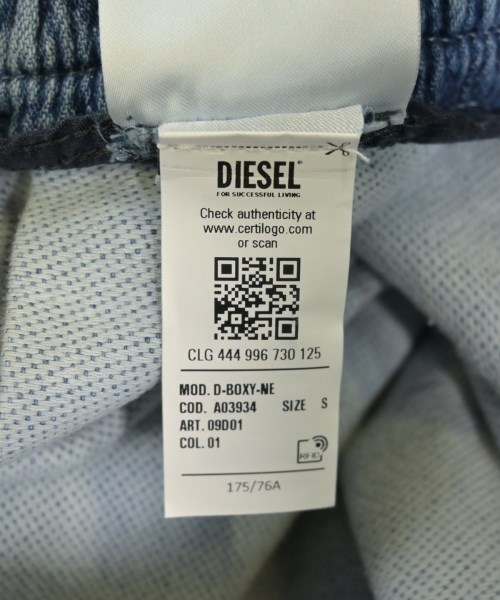 DIESEL
FOR SUCCESSFUL LIVING
Check authenticity at
www.certilogo.com
or scan
CLG 444 996 730 125
MOD. D-BOXY-NE
COD. A03934 SIZE S
ART. 09D01
COL. 01
RFID
175/76A